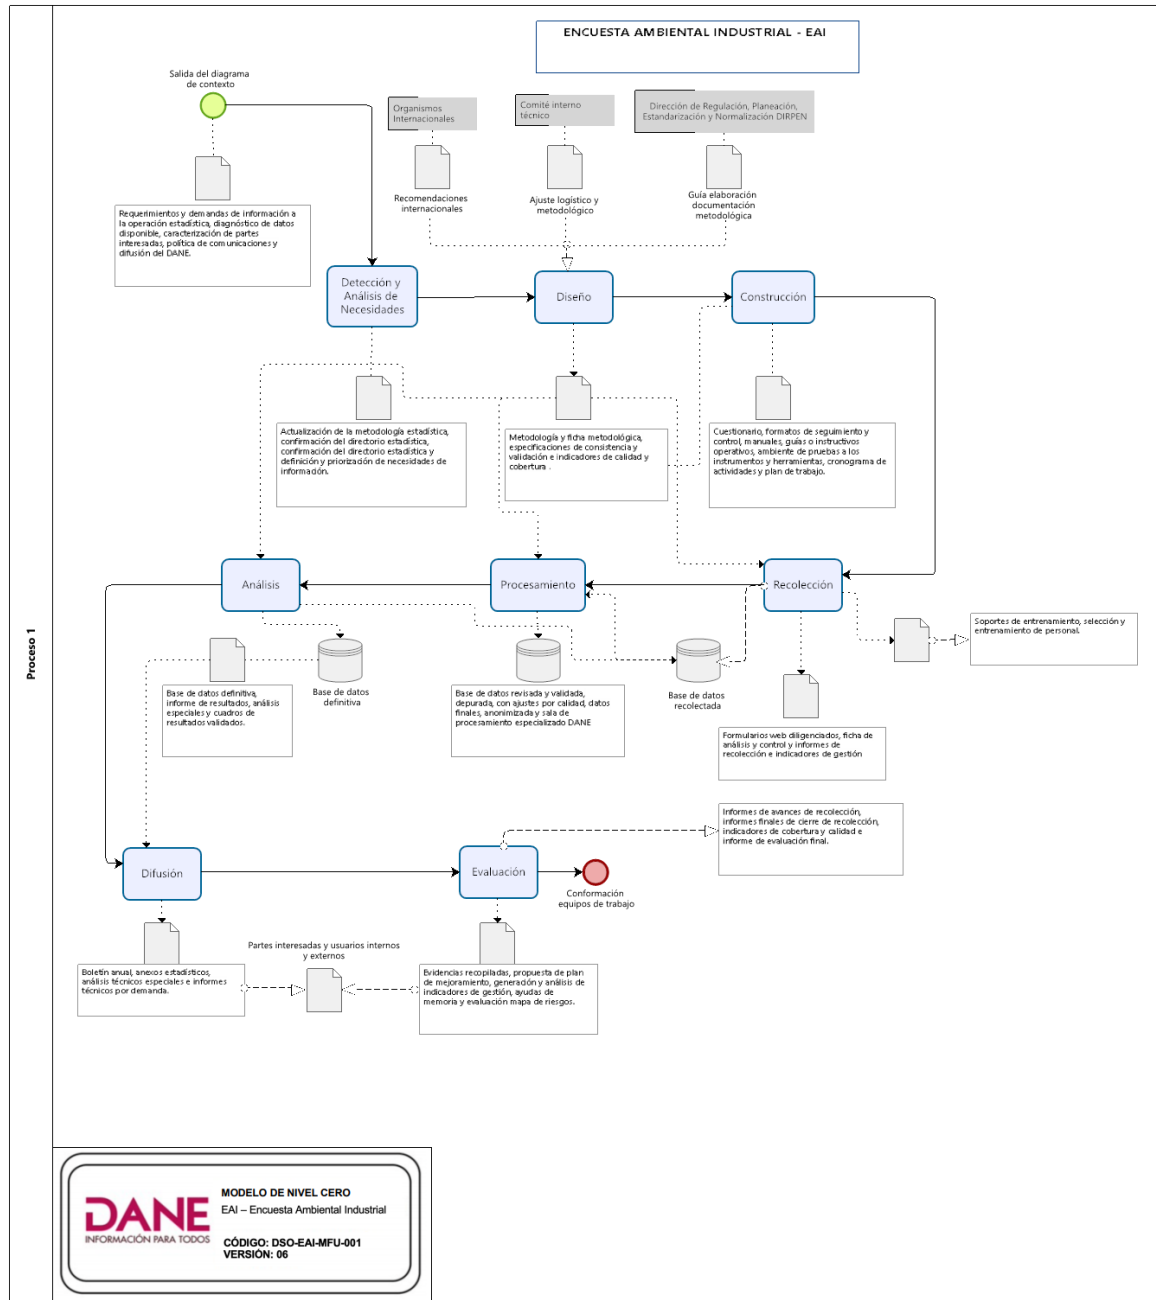 ENCUESTA AMBIENTAL INDUSTRIAL - EAI
Salida del diagrama
de contexto
Organismos
Internacionales
Comité interno
técnico
Dirección de Regulación, Planeación,
Estandarización y Normalización DIRPEN
Recomendaciones
internacionales
Ajuste logístico y
metodológico
Guía elaboración
documentación
metodológica
Requerimientos y demandas de información a
la operación estadística, diagnóstico de datos
disponible, caracterización de partes
interesadas, política de comunicaciones y
difusión del DANE.
Detección y
Análisis de
Necesidades
Diseño
Construcción
Actualización de la metodología estadística,
confirmación del directorio estadística,
confirmación del directorio estadística y
definición y priorización de necesidades de
información.
Metodología y ficha metodológica,
especificaciones de consistencia y
validación e indicadores de calidad y
cobertura .
Cuestionario, formatos de seguimiento y
control, manuales, guías o instructivos
operativos, ambiente de pruebas a los
instrumentos y herramientas, cronograma de
actividades y plan de trabajo.
Análisis
Procesamiento
Recolección
Soportes de entrenamiento, selección y
entrenamiento de personal.
Proceso 1
Base de datos definitiva,
informe de resultados, análisis
especiales y cuadros de
resultados validados.
Base de datos
definitiva
Base de datos revisada y validada,
depurada, con ajustes por calidad, datos
finales, anonimizada y sala de
procesamiento especializado DANE
Base de datos
recolectada
Formularios web diligenciados, ficha de
análisis y control y informes de
recolección e indicadores de gestión
Informes de avances de recolección,
informes finales de cierre de recolección,
indicadores de cobertura y calidad e
informe de evaluación final.
Difusión
Evaluación
Conformación
equipos de trabajo
Boletín anual, anexos estadísticos,
análisis técnicos especiales e informes
técnicos por demanda.
Partes interesadas y usuarios internos
y externos
Evidencias recopiladas, propuesta de plan
de mejoramiento, generación y análisis de
indicadores de gestión, ayudas de
memoria y evaluación mapa de riesgos.
DANE
INFORMACIÓN PARA TODOS
MODELO DE NIVEL CERO
EAI – Encuesta Ambiental Industrial
CÓDIGO: DSO-EAI-MFU-001
VERSIÓN: 06